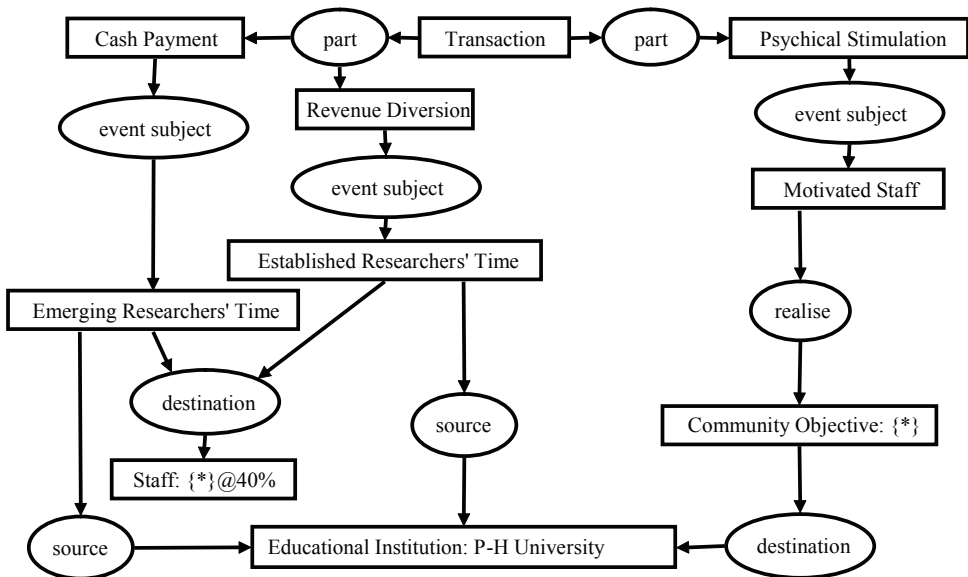 Cash Payment
part
Transaction
part
Psychical Stimulation
event subject
Revenue Diversion
event subject
event subject
Motivated Staff
Established Researchers' Time
Emerging Researchers' Time
realise
destination
source
Community Objective: {*}
Staff: {*}@40%
source
Educational Institution: P-H University
destination